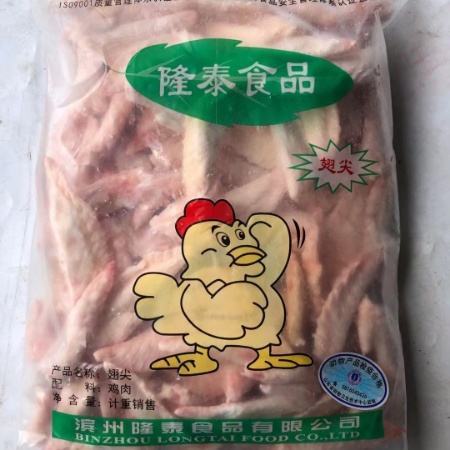 隆泰食品
翅尖
产品名称：翅尖
配 料：鸡肉
净 含 量：计重销售
滨州隆泰食品有限公司
BINZHOU LONGTAI FOOD CO.,LTD